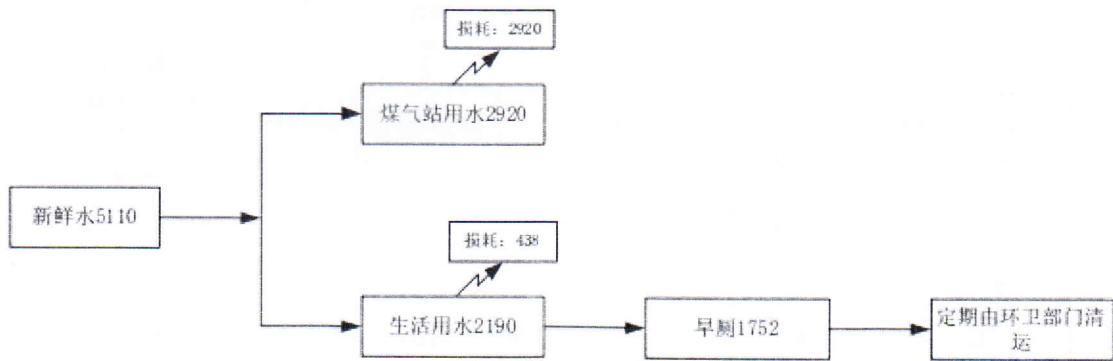 损耗：2920
煤气站用水2920
新鲜水5110
损耗：438
生活用水2190
早厕1752
定期由环卫部门清
运